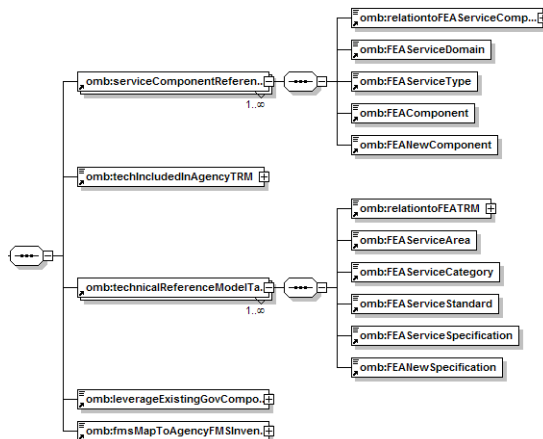 omb:relationtoFEAServiceComp...
omb:FEAServiceDomain
omb:serviceComponentReferen...
omb:FEAServiceType
1..∞
omb:FEAComponent
omb:FEANewComponent
omb:techIncludedInAgencyTRM
omb:relationtoFEATRM
omb:FEAServiceArea
omb:FEAServiceCategory
omb:technicalReferenceModelTa...
1..∞
omb:FEAServiceStandard
omb:FEAServiceSpecification
omb:FEANewSpecification
omb:leverageExistingGovCompo...
omb:fmsMapToAgencyFMSInven...